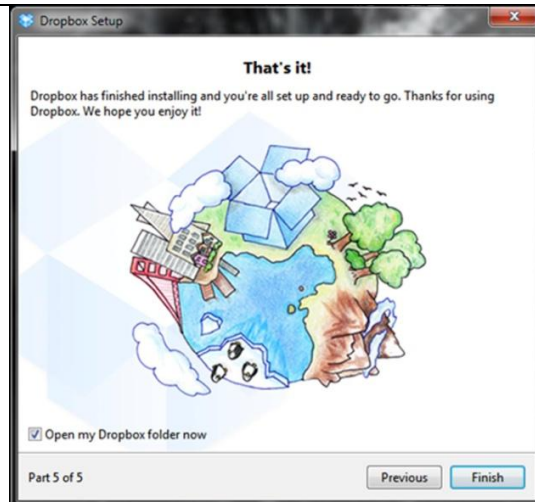 Dropbox Setup
That's it!
Dropbox has finished installing and you're all set up and ready to go. Thanks for using
Dropbox. We hope you enjoy it!
Open my Dropbox folder now
Part 5 of 5
Previous
Finish